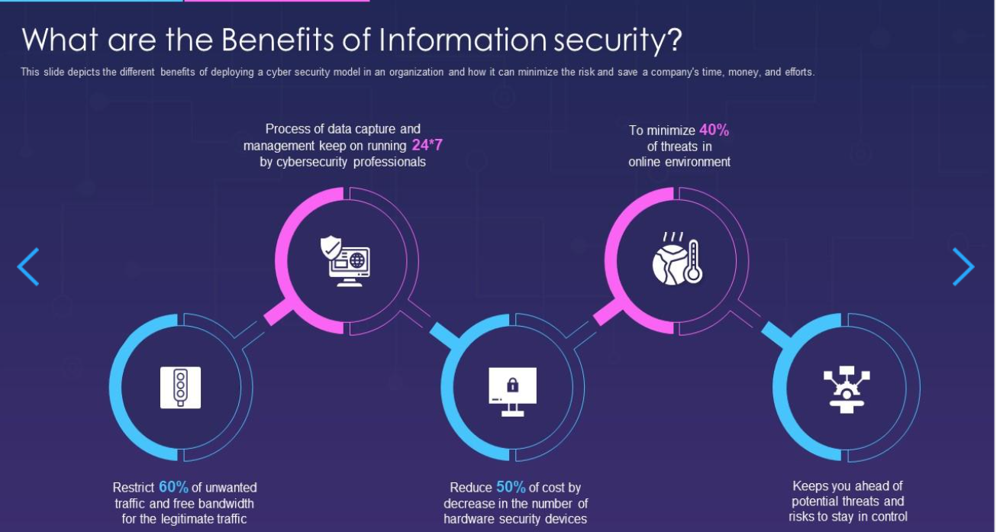 What are the Benefits of Information security?
This slide depicts the different benefits of deploying a cyber security model in an organization and how it can minimize the risk and save a company's time, money, and efforts.
Process of data capture and
management keep on running 24*7
by cybersecurity professionals
To minimize 40%
of threats in
online environment
Restrict 60% of unwanted
traffic and free bandwidth
for the legitimate traffic
Reduce 50% of cost by
decrease in the number of
hardware security devices
Keeps you ahead of
potential threats and
risks to stay in control